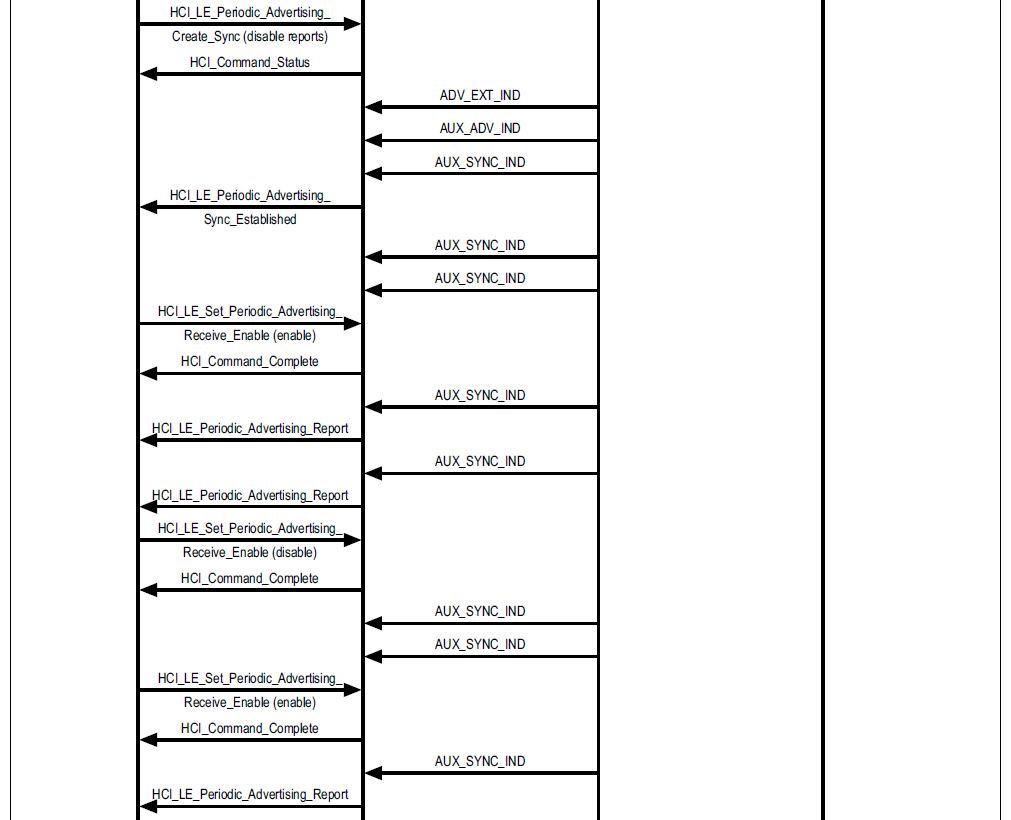 HCI_LE_Periodic_Advertising_
Create_Sync (disable reports)
HCI_Command_Status
ADV_EXT_IND
AUX_ADV_IND
AUX_SYNC_IND
HCI_LE_Periodic_Advertising_
Sync_Established
AUX_SYNC_IND
AUX_SYNC_IND
HCI_LE_Set_Periodic_Advertising_
Receive_Enable (enable)
HCI_Command_Complete
AUX_SYNC_IND
HCI_LE_Periodic_Advertising_Report
AUX_SYNC_IND
HCI_LE_Periodic_Advertising_Report
HCI_LE_Set_Periodic_Advertising_
Receive_Enable (disable)
HCI_Command_Complete
AUX_SYNC_IND
AUX_SYNC_IND
HCI_LE_Set_Periodic_Advertising_
Receive_Enable (enable)
HCI_Command_Complete
AUX_SYNC_IND
HCI_LE_Periodic_Advertising_Report